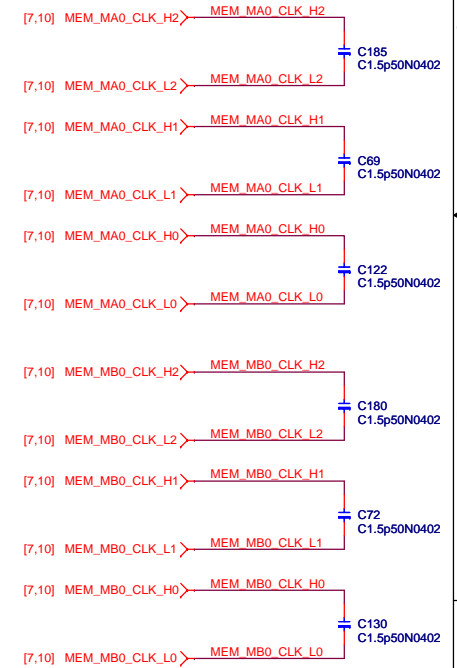 [7,10] MEM_MA0_CLK_H2 MEM_MA0_CLK_H2
C185
C1.5p50N0402
[7,10] MEM_MA0_CLK_L2 MEM_MA0_CLK_L2
[7,10] MEM_MA0_CLK_H1 MEM_MA0_CLK_H1
C69
C1.5p50N0402
[7,10] MEM_MA0_CLK_L1 MEM_MA0_CLK_L1
[7,10] MEM_MA0_CLK_H0 MEM_MA0_CLK_H0
C122
C1.5p50N0402
[7,10] MEM_MA0_CLK_L0 MEM_MA0_CLK_L0
[7,10] MEM_MB0_CLK_H2 MEM_MB0_CLK_H2
C180
C1.5p50N0402
[7,10] MEM_MB0_CLK_L2 MEM_MB0_CLK_L2
[7,10] MEM_MB0_CLK_H1 MEM_MB0_CLK_H1
C72
C1.5p50N0402
[7,10] MEM_MB0_CLK_L1 MEM_MB0_CLK_L1
[7,10] MEM_MB0_CLK_H0 MEM_MB0_CLK_H0
C130
C1.5p50N0402
[7,10] MEM_MB0_CLK_L0 MEM_MB0_CLK_L0